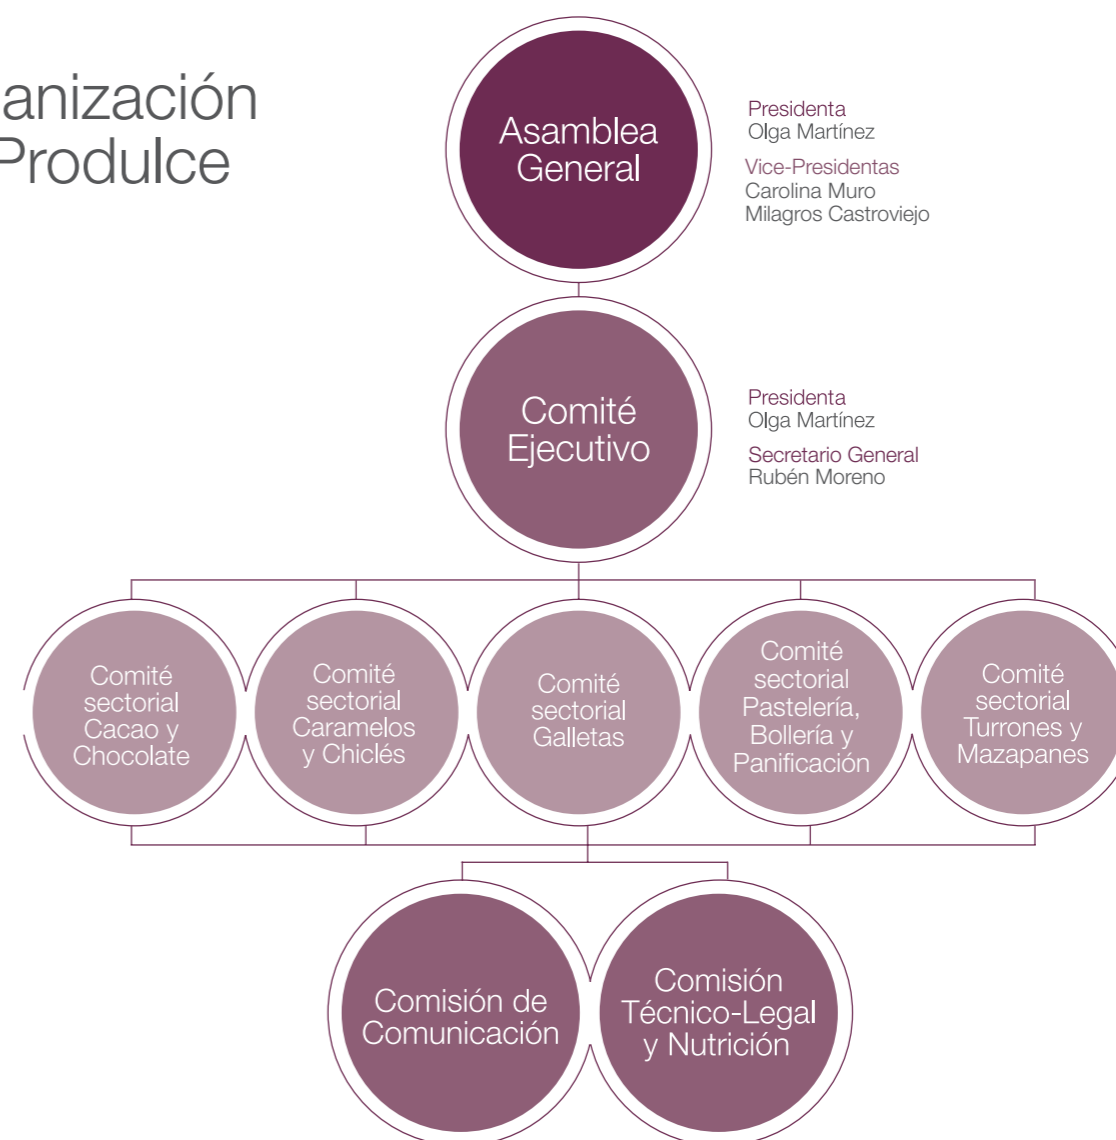 anización
Produlce
Asamblea
General
Presidenta
Olga Martínez
Vice-Presidentas
Carolina Muro
Milagros Castroviejo
Comité
Ejecutivo
Presidenta
Olga Martínez
Secretario General
Rubén Moreno
Comité
sectorial
Cacao y
Chocolate
Comité
sectorial
Caramelos
y Chiclés
Comité
sectorial
Galletas
Comité
sectorial
Pastelería,
Bollería y
Panificación
Comité
sectorial
Turrones y
Mazapanes
Comisión de
Comunicación
Comisión
Técnico-Legal
y Nutrición